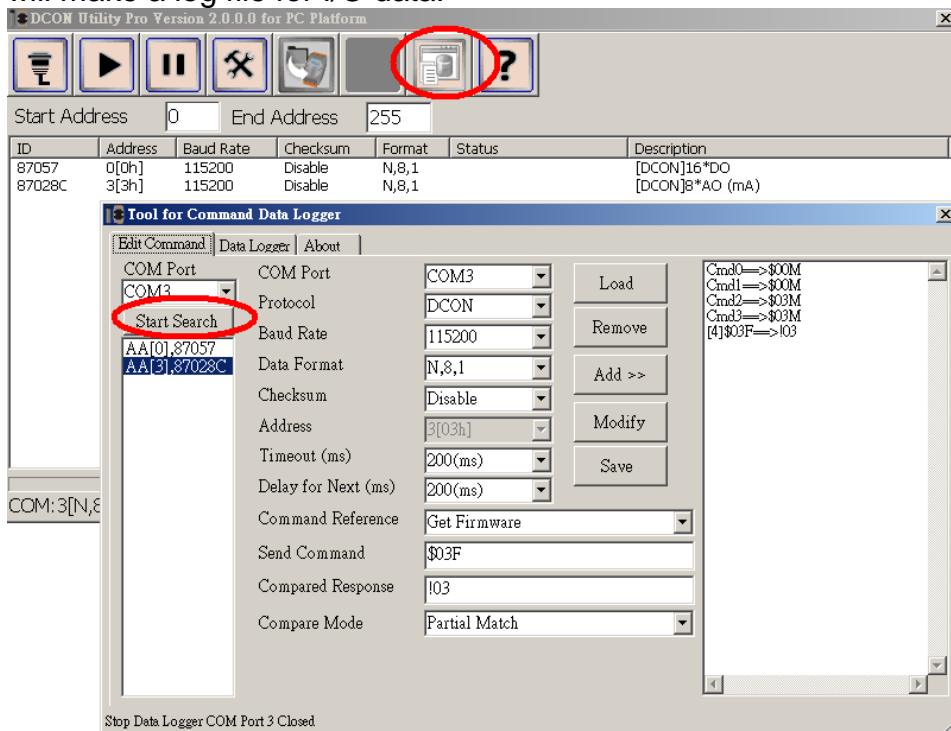 will make a log file for I/O data.
DCON Utility Pro Version 2.0.0.0 for PC Platform
Start Address 0 End Address 255
ID Address Baud Rate Checksum Format Status Description
87057 0[0h] 115200 Disable N,8,1 [DCON]16*DO
87028C 3[3h] 115200 Disable N,8,1 [DCON]8*AO (mA)
Tool for Command Data Logger
Edit Command Data Logger About
COM Port
COM3
Start Search
AA[0],87057
AA[3],87028C
COM Port COM3
Protocol DCON
Baud Rate 115200
Data Format N,8,1
Checksum Disable
Address 3[03h]
Timeout (ms) 200(ms)
Delay for Next (ms) 200(ms)
Command Reference Get Firmware
Send Command $03F
Compared Response !03
Compare Mode Partial Match
Load
Remove
Add >>
Modify
Save
Cmd0==>$00M
Cmd1==>$00M
Cmd2==>$03M
Cmd3==>$03M
[4]$03F==>!03
COM:3[N,8
Stop Data Logger COM Port 3 Closed